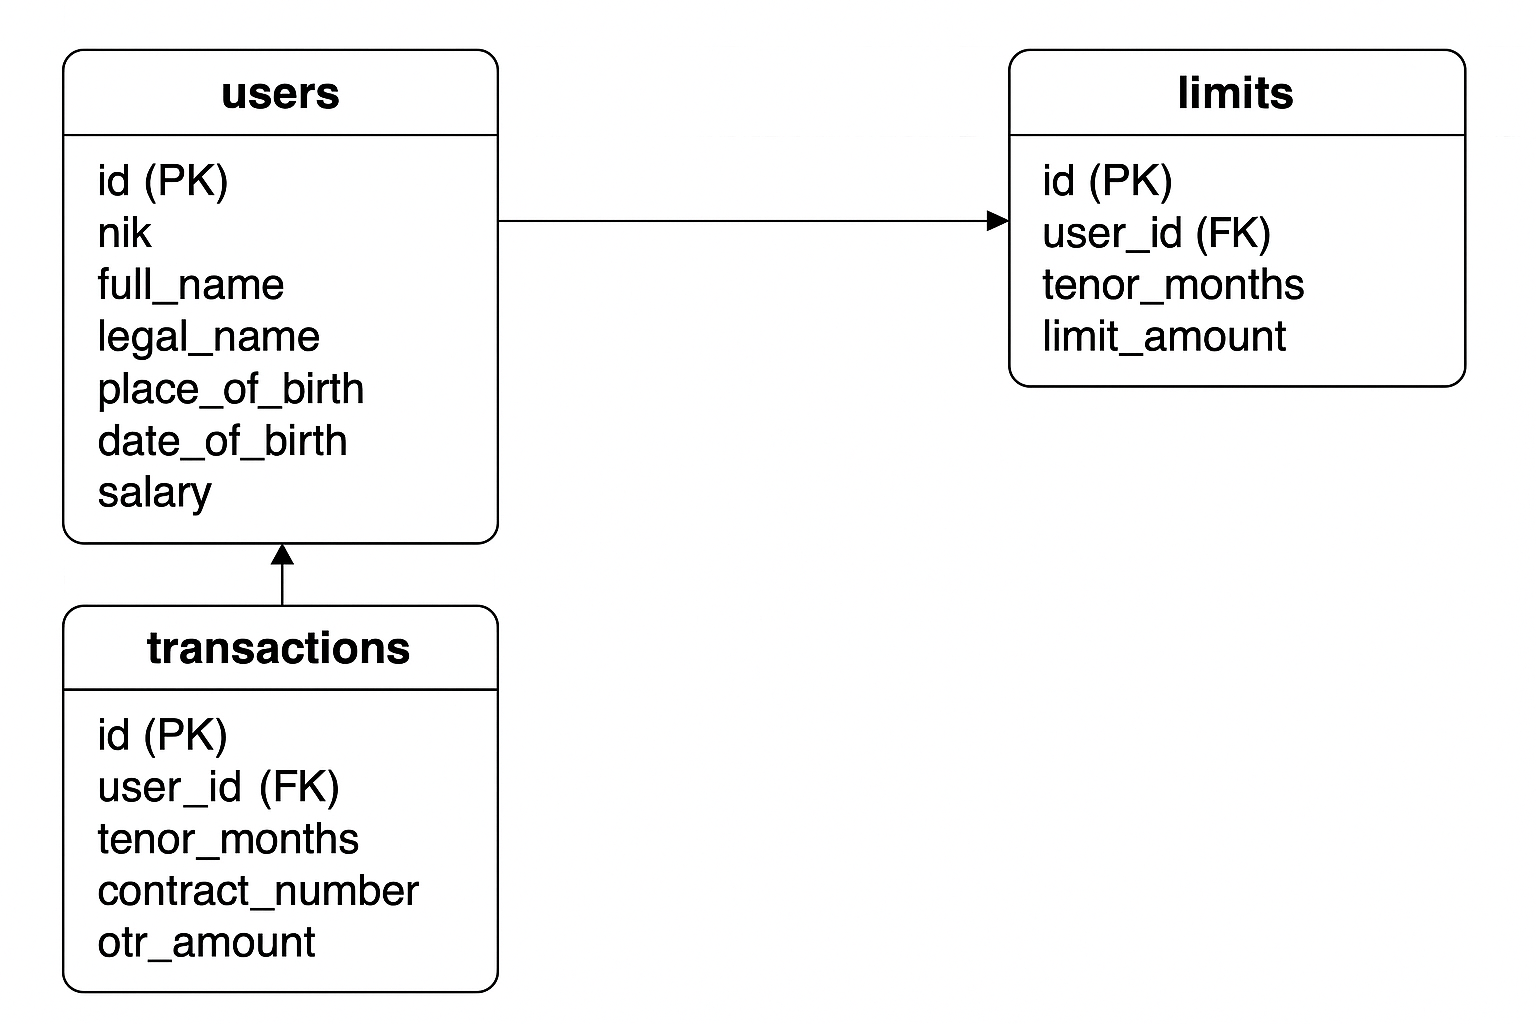 users
id (PK)
nik
full_name
legal_name
place_of_birth
date_of_birth
salary
limits
id (PK)
user_id (FK)
tenor_months
limit_amount
transactions
id (PK)
user_id (FK)
tenor_months
contract_number
otr_amount